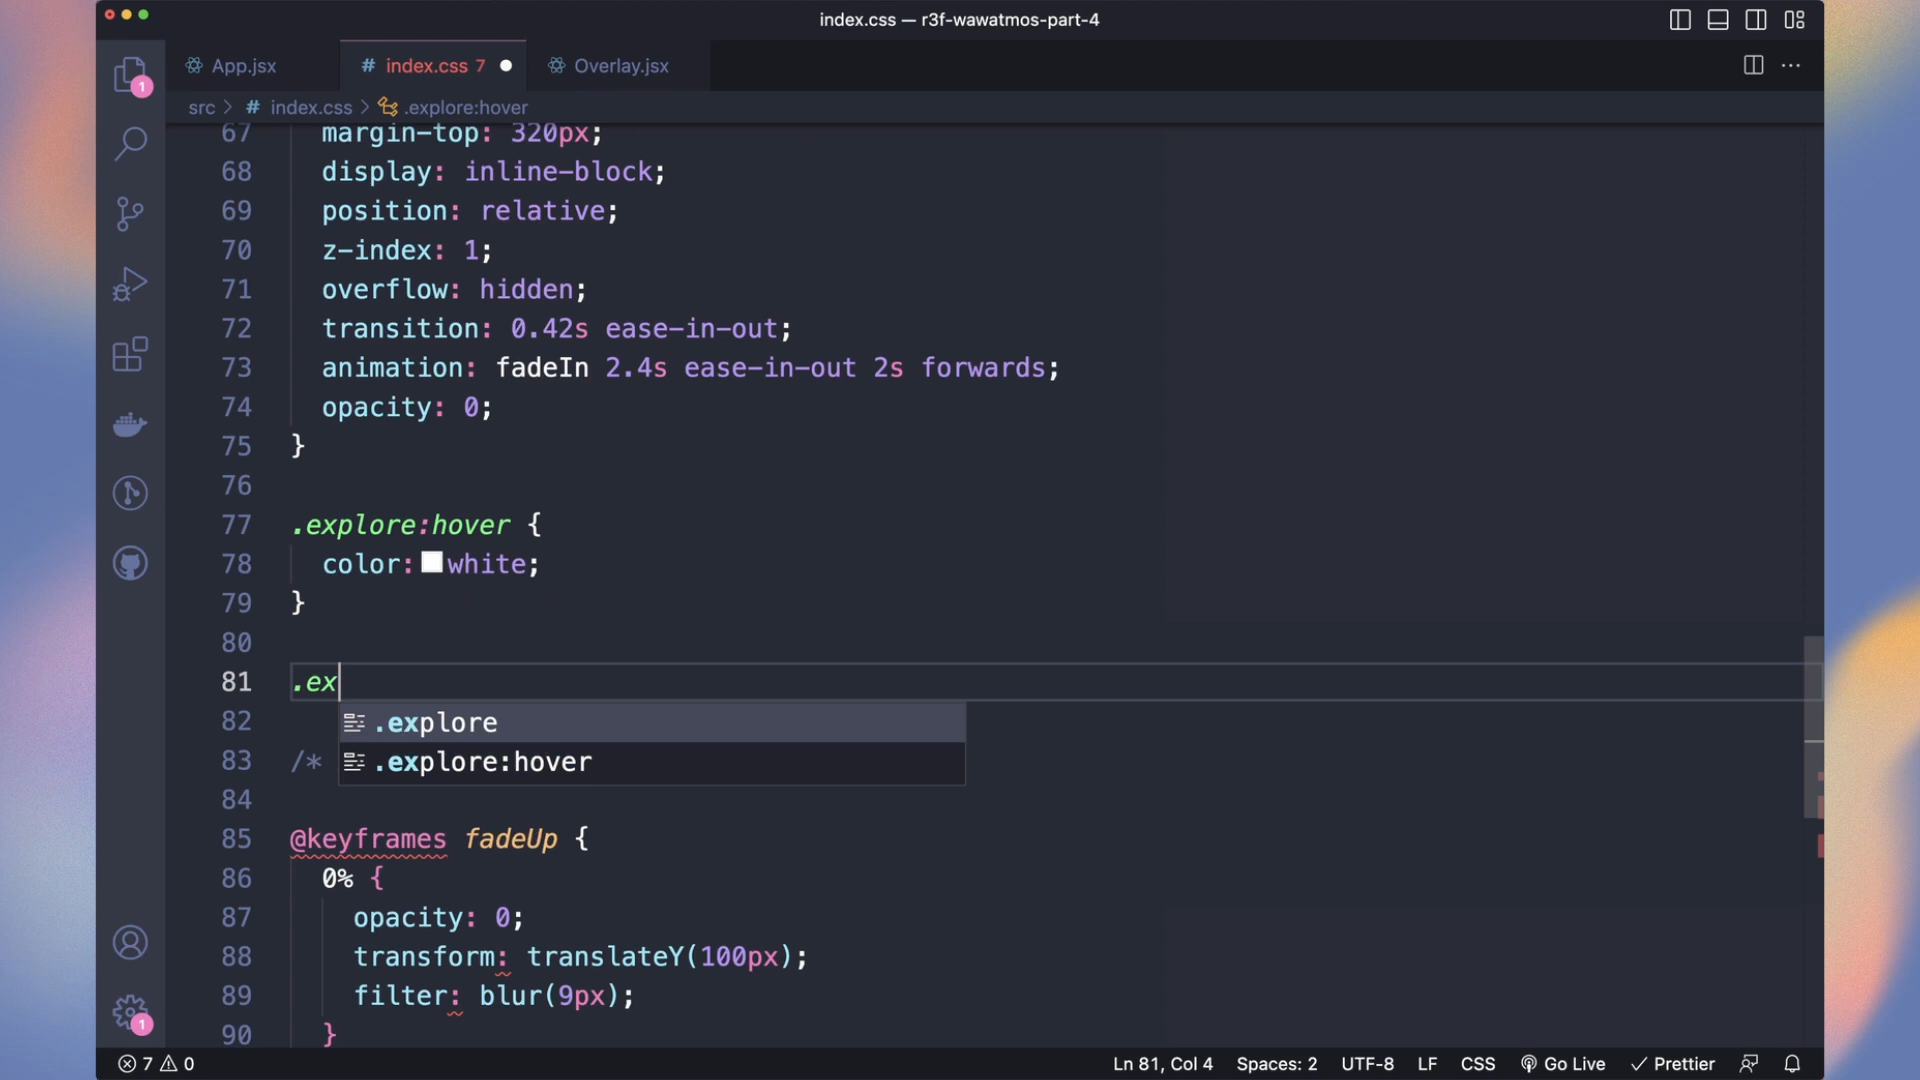 index.css — r3f-wawatmos-part-4
App.jsx
# index.css 7
Overlay.jsx
src > # index.css > .explore:hover
67 margin-top: 320px;
68 display: inline-block;
69 position: relative;
70 z-index: 1;
71 overflow: hidden;
72 transition: 0.42s ease-in-out;
73 animation: fadeIn 2.4s ease-in-out 2s forwards;
74 opacity: 0;
75 }
76
77 .explore:hover {
78 color: white;
79 }
80
81 .ex
82 .explore
83 /* .explore:hover
84
85 @keyframes fadeUp {
86 0% {
87 opacity: 0;
88 transform: translateY(100px);
89 filter: blur(9px);
90 }
1
1
7 0 Ln 81, Col 4 Spaces: 2 UTF-8 LF CSS Go Live Prettier